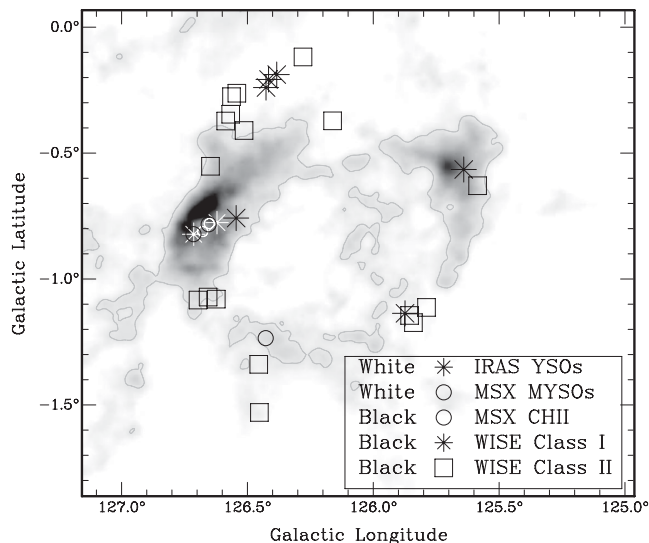 0.0°
−0.5°
−1.0°
−1.5°
Galactic Latitude
White IRAS YSOs
White MSX MYSOs
Black MSX CHII
Black WISE Class I
Black WISE Class II
127.0° 126.5° 126.0° 125.5° 125.0°
Galactic Longitude